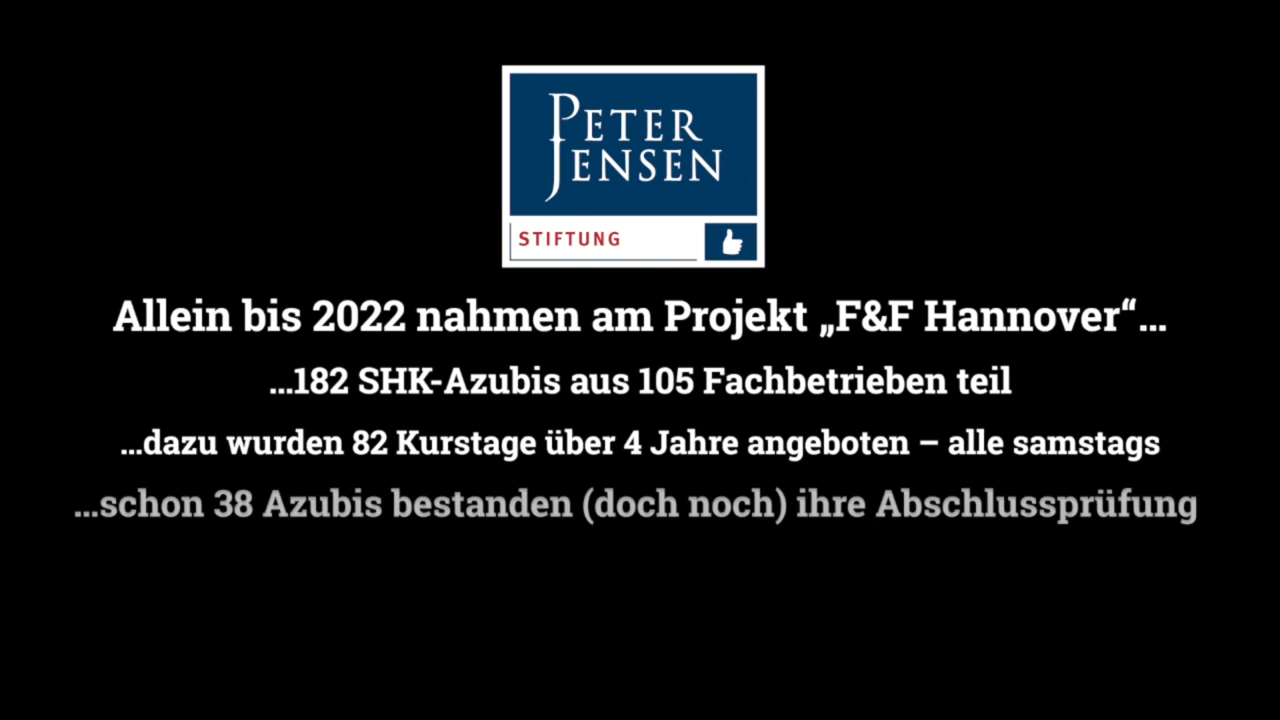 PETER
JENSEN
STIFTUNG
Allein bis 2022 nahmen am Projekt „F&F Hannover“...
...182 SHK-Azubis aus 105 Fachbetrieben teil
...dazu wurden 82 Kurstage über 4 Jahre angeboten – alle samstags
...schon 38 Azubis bestanden (doch noch) ihre Abschlussprüfung